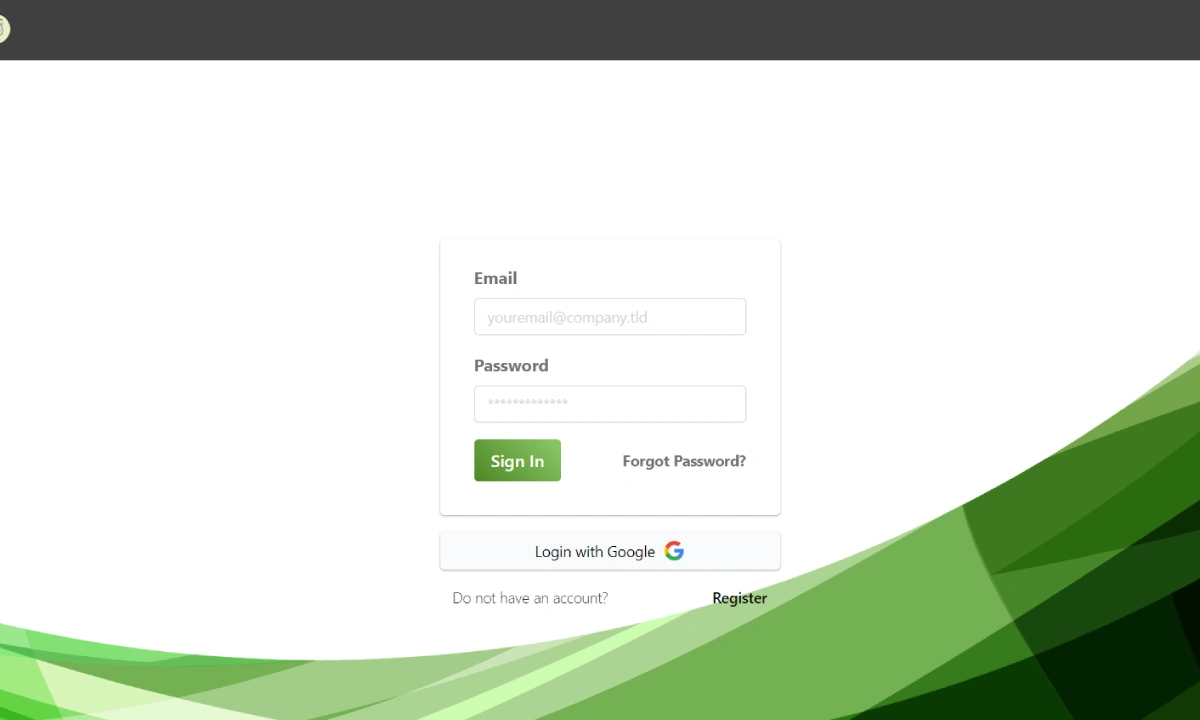 Email
youremail@company.tld
Password
*************
Sign In
Forgot Password?
Login with Google
Do not have an account?
Register